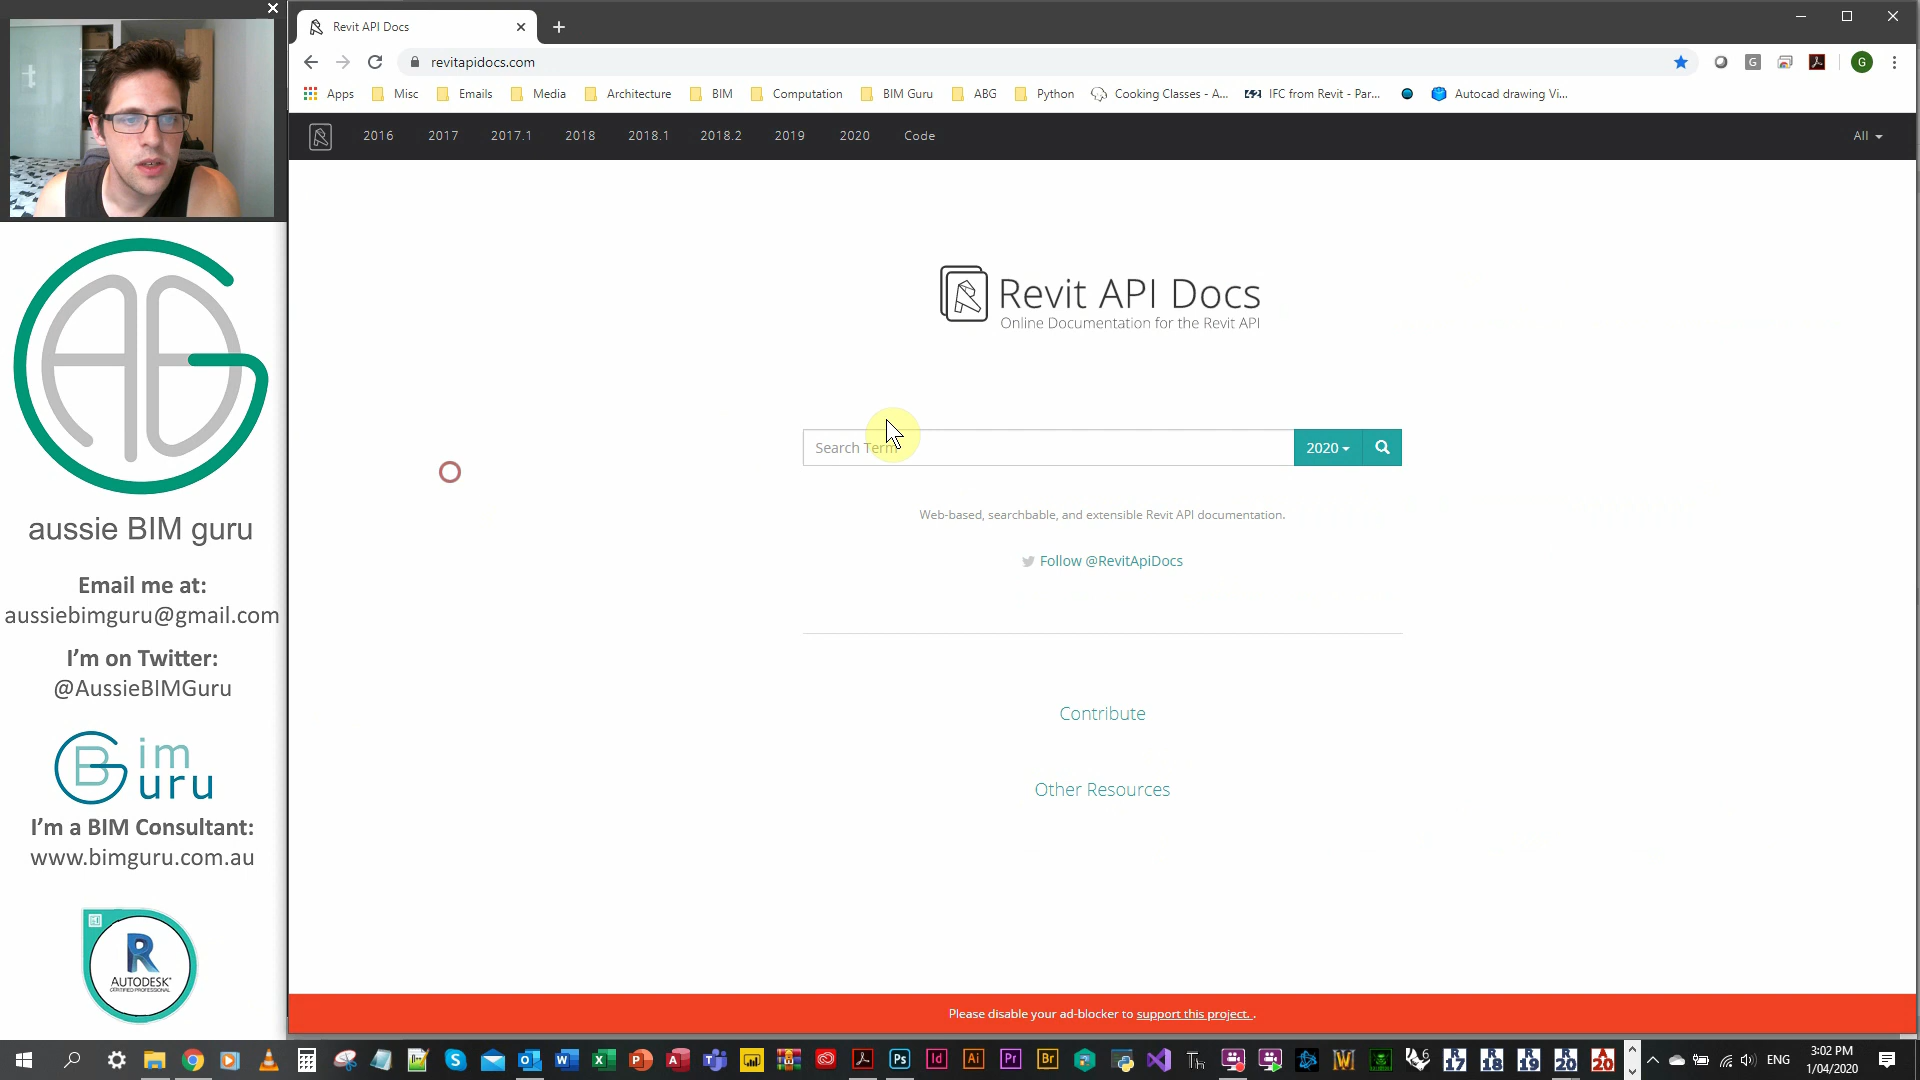 Revit API Docs
revitapidocs.com
Apps
Misc
Emails
Media
Architecture
BIM
Computation
BIM Guru
ABG
Python
Cooking Classes - A...
IFC from Revit - Par...
Autocad drawing Vi...
2016
2017
2017.1
2018
2018.1
2018.2
2019
2020
Code
All
Revit API Docs
Online Documentation for the Revit API
Search Term
2020
Web-based, searchbable, and extensible Revit API documentation.
Follow @RevitApiDocs
Contribute
Other Resources
Please disable your ad-blocker to support this project. .
aussie BIM guru
Email me at:
aussiebimguru@gmail.com
I'm on Twitter:
@AussieBIMGuru
BG im
uru
I'm a BIM Consultant:
www.bimguru.com.au
R
AUTODESK
CERTIFIED PROFESSIONAL
ENG
3:02 PM
1/04/2020